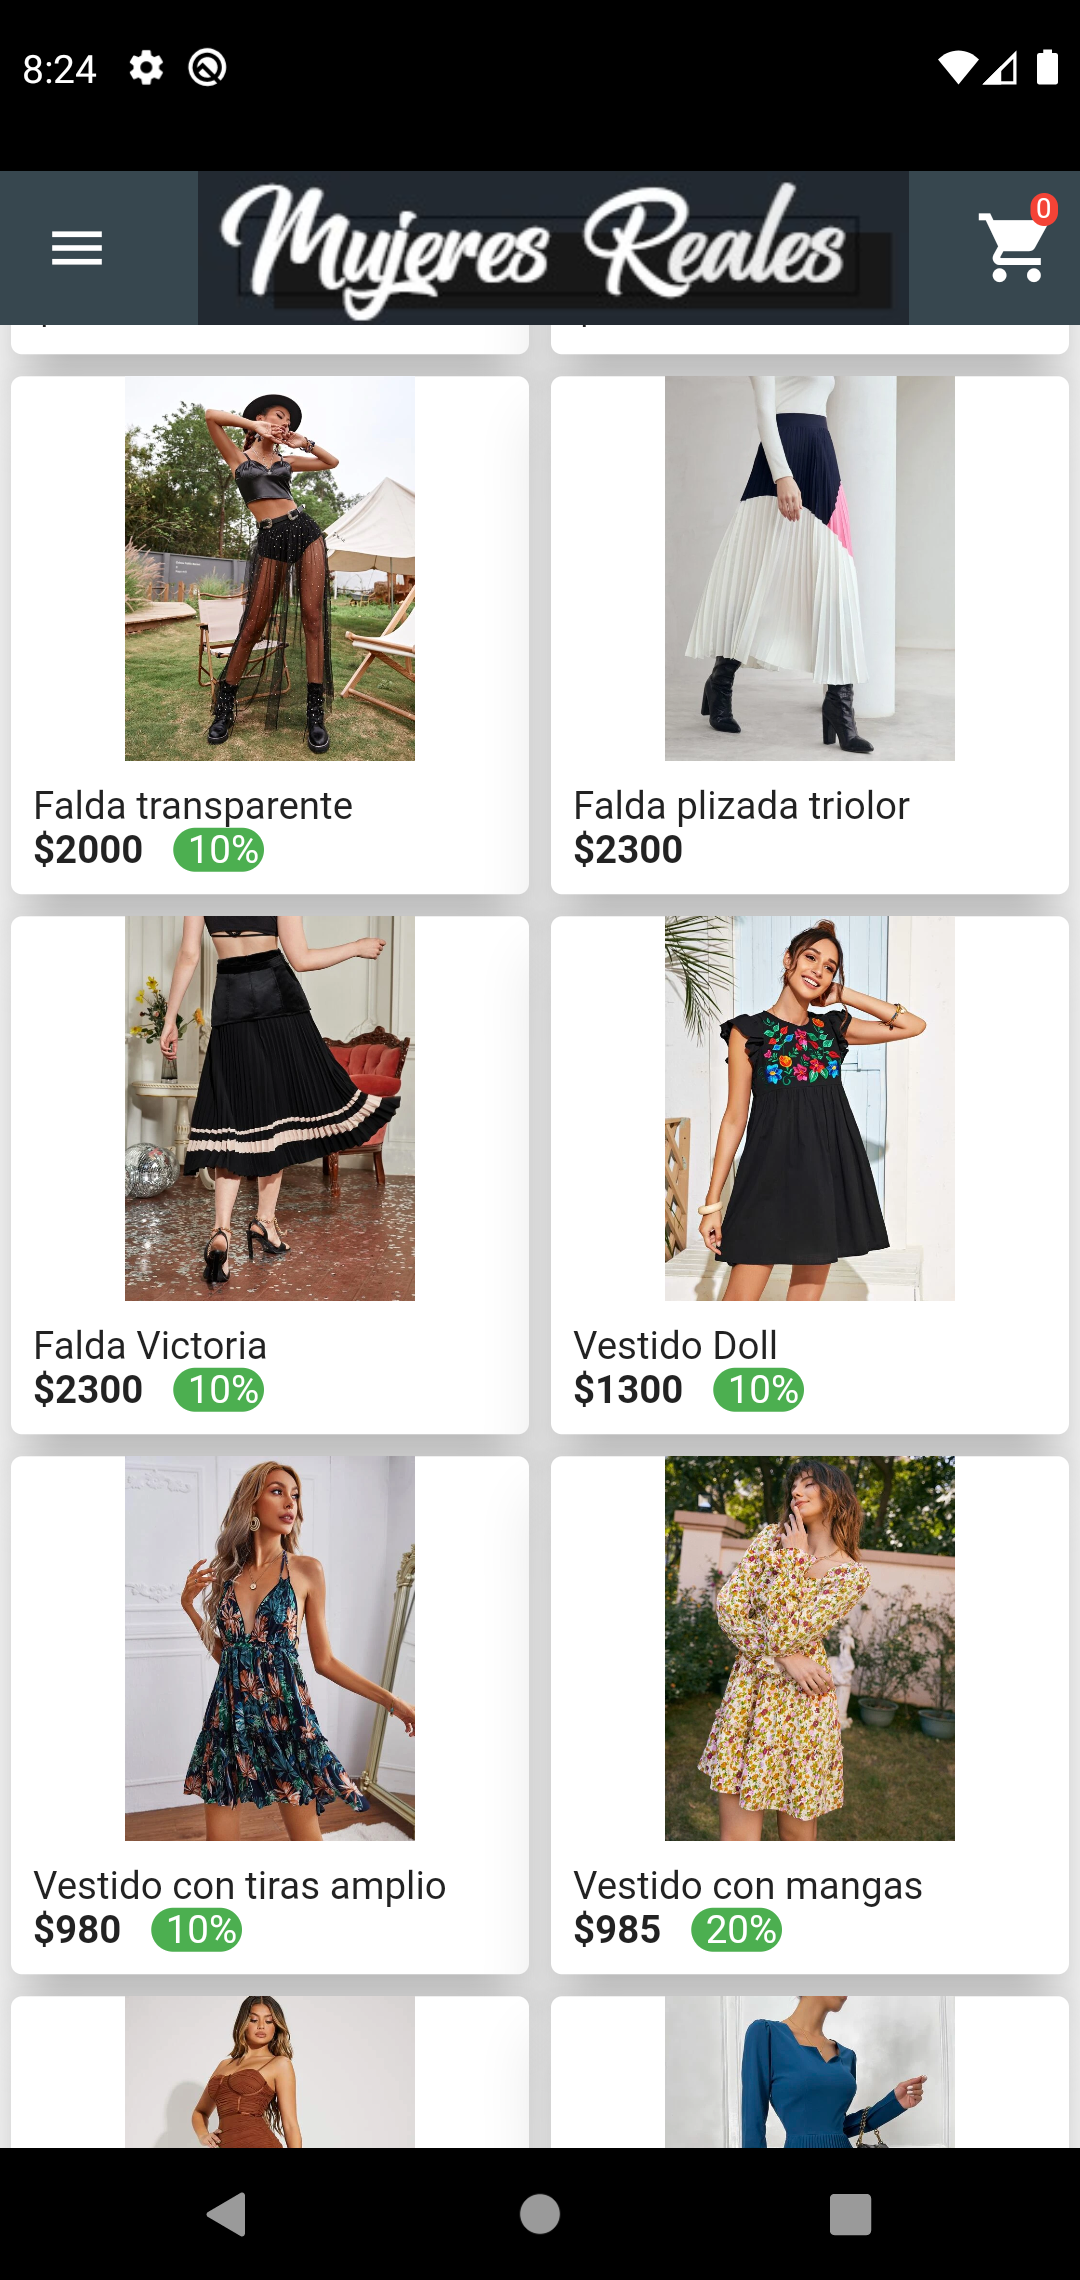 8:24
Mujeres Reales
0
Falda transparente
$2000 10%
Falda plizada triolor
$2300
Falda Victoria
$2300 10%
Vestido Doll
$1300 10%
Vestido con tiras amplio
$980 10%
Vestido con mangas
$985 20%